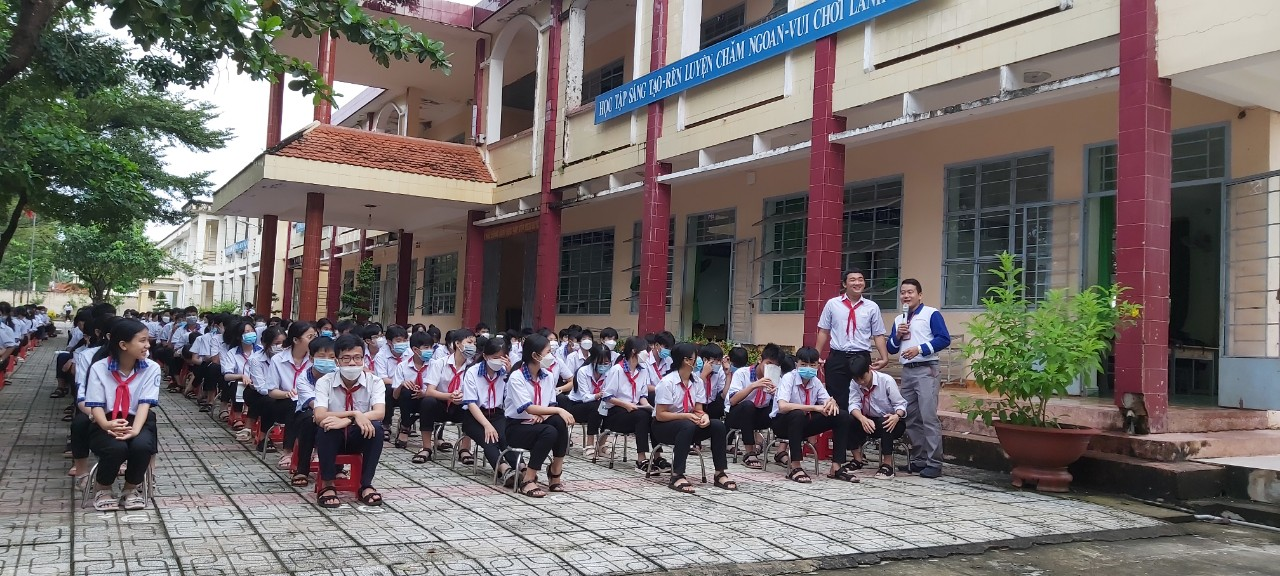 HỌC TẬP SÁNG TẠO-RÈN LUYỆN CHĂM NGOAN-VUI CHƠI LÀNH